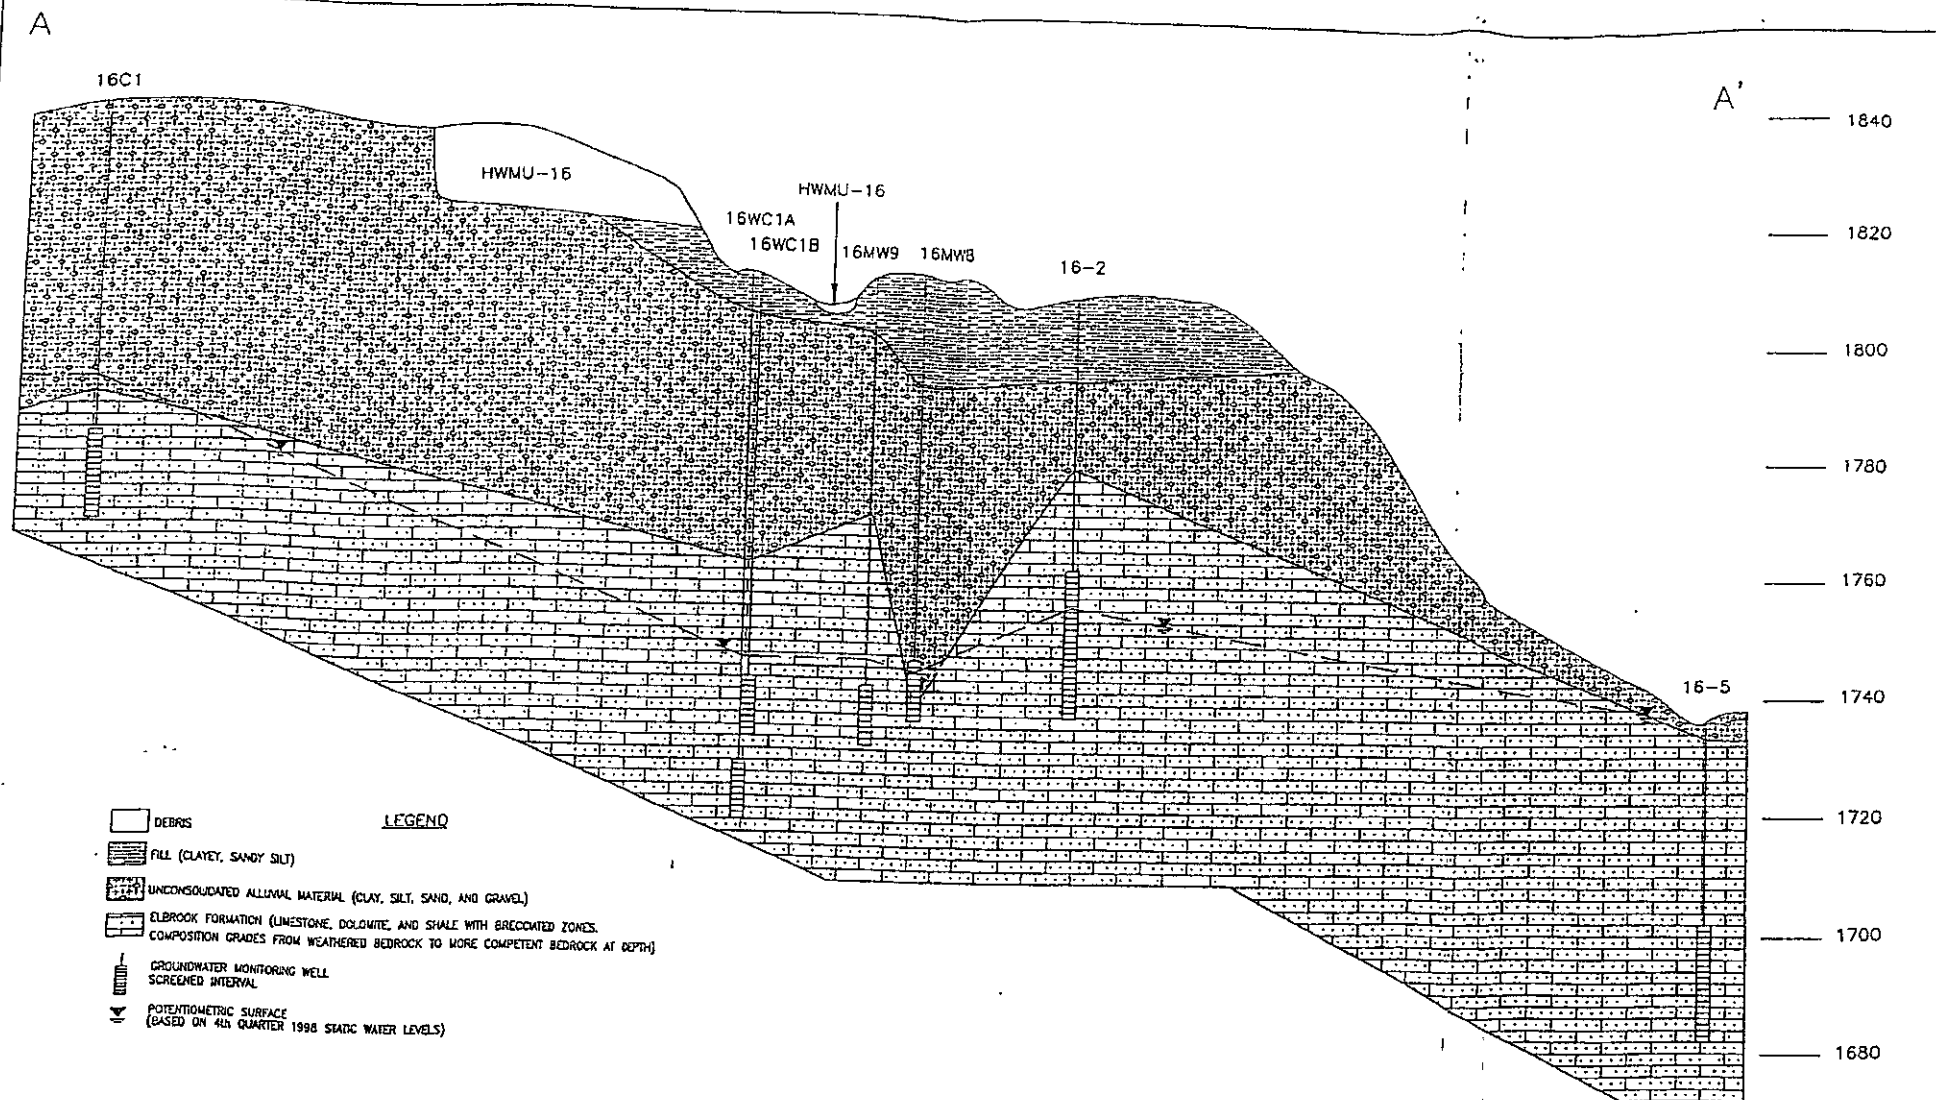 A
16C1
A'
1840
HWMU-16
HWMU-16
16WC1A
1820
16WC1B
16MW9
16MW8
16-2
1800
1780
1760
16-5
1740
1720
1700
1680
LEGEND
DEBRIS
FILL (CLAYEY, SANDY SILT)
UNCONSOLIDATED ALLUVIAL MATERIAL (CLAY, SILT, SAND, AND GRAVEL)
ELBROOK FORMATION (LIMESTONE, DOLOMITE, AND SHALE WITH BRECCIATED ZONES.
COMPOSITION GRADES FROM WEATHERED BEDROCK TO MORE COMPETENT BEDROCK AT DEPTH)
GROUNDWATER MONITORING WELL
SCREENED INTERVAL
POTENTIOMETRIC SURFACE
(BASED ON 4th QUARTER 1998 STATIC WATER LEVELS)